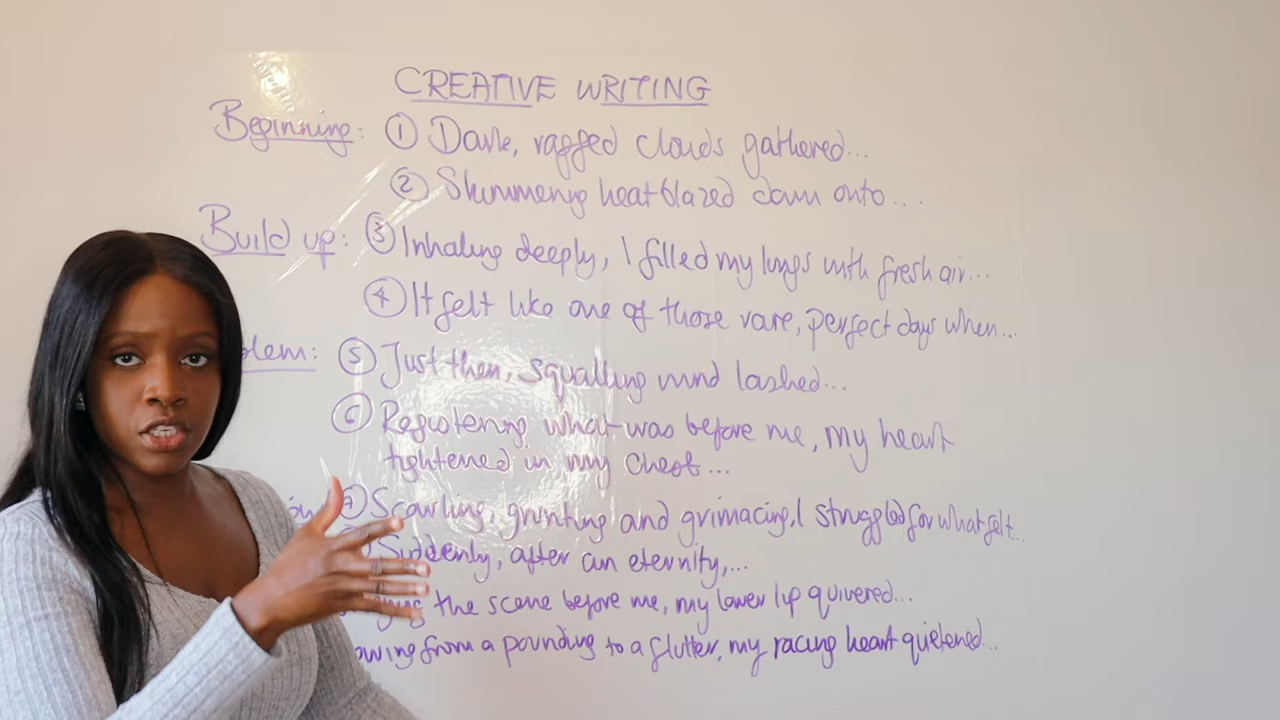 CREATIVE WRITING
Beginning: ① Dark, ragged clouds gathered...
② Shimmering heat blazed down onto....
Build up: ③ Inhaling deeply, I filled my lungs with fresh air...
④ It felt like one of those rare, perfect days when...
⑤ Just then, squalling wind lashed...
⑥ Registering what was before me, my heart
tightened in my chest...
⑦ Scowling, grunting and grimacing, I struggled for what felt...
Suddenly, after an eternity,...
the scene before me, my lower lip quivered...
from a pounding to a flutter, my racing heart quietened...